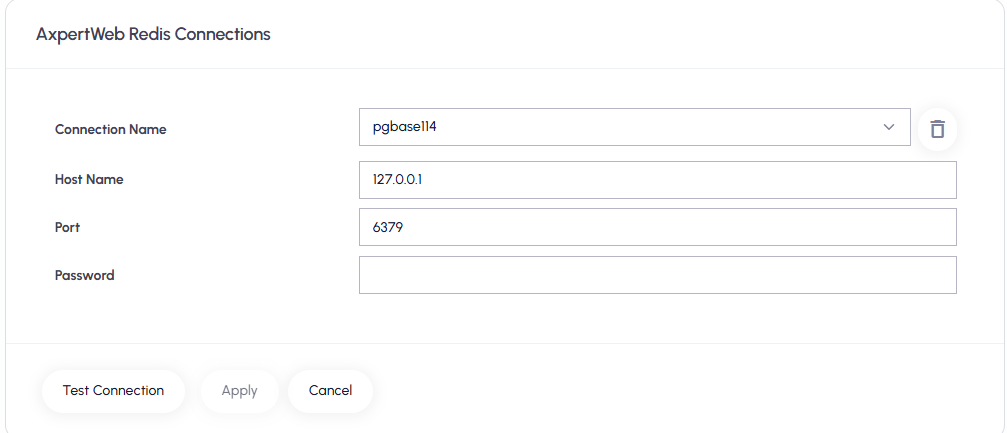 AxpertWeb Redis Connections
Connection Name
pgbase114
Host Name
127.0.0.1
Port
6379
Password
Test Connection
Apply
Cancel